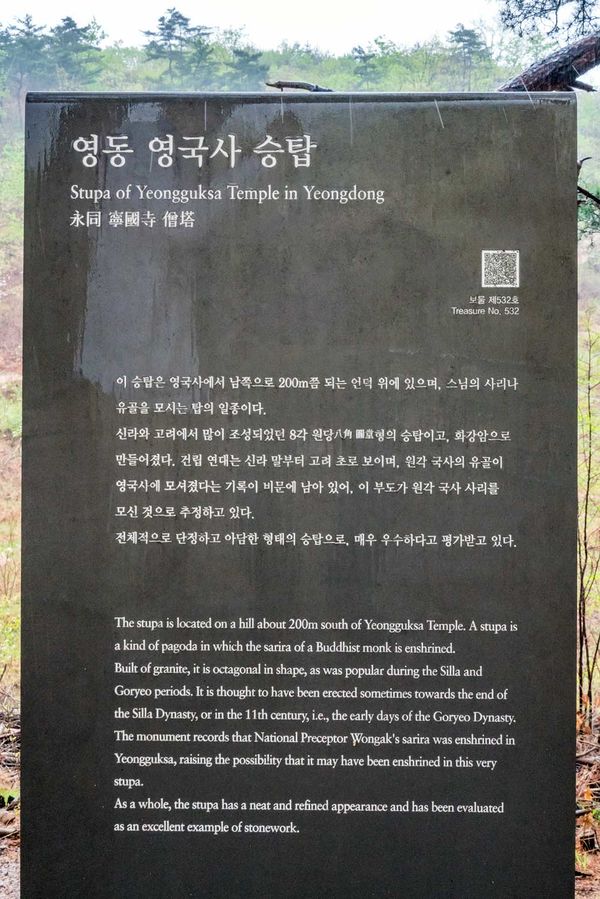 영동 영국사 승탑
Stupa of Yeongguksa Temple in Yeongdong
永同 寧國寺 僧塔
보물 제532호
Treasure No. 532
이 승탑은 영국사에서 남쪽으로 200m쯤 되는 언덕 위에 있으며, 스님의 사리나
유골을 모시는 탑의 일종이다.
신라와 고려에서 많이 조성되었던 8각 원당八角 圓堂형의 승탑이고, 화강암으로
만들어졌다. 건립 연대는 신라 말부터 고려 초로 보이며, 원각 국사의 유골이
영국사에 모셔졌다는 기록이 비문에 남아 있어, 이 부도가 원각 국사 사리를
모신 것으로 추정하고 있다.
전체적으로 단정하고 아담한 형태의 승탑으로, 매우 우수하다고 평가받고 있다.
The stupa is located on a hill about 200m south of Yeongguksa Temple. A stupa is
a kind of pagoda in which the sarira of a Buddhist monk is enshrined.
Built of granite, it is octagonal in shape, as was popular during the Silla and
Goryeo periods. It is thought to have been erected sometimes towards the end of
the Silla Dynasty, or in the 11th century, i.e., the early days of the Goryeo Dynasty.
The monument records that National Preceptor Wongak's sarira was enshrined in
Yeongguksa, raising the possibility that it may have been enshrined in this very
stupa.
As a whole, the stupa has a neat and refined appearance and has been evaluated
as an excellent example of stonework.